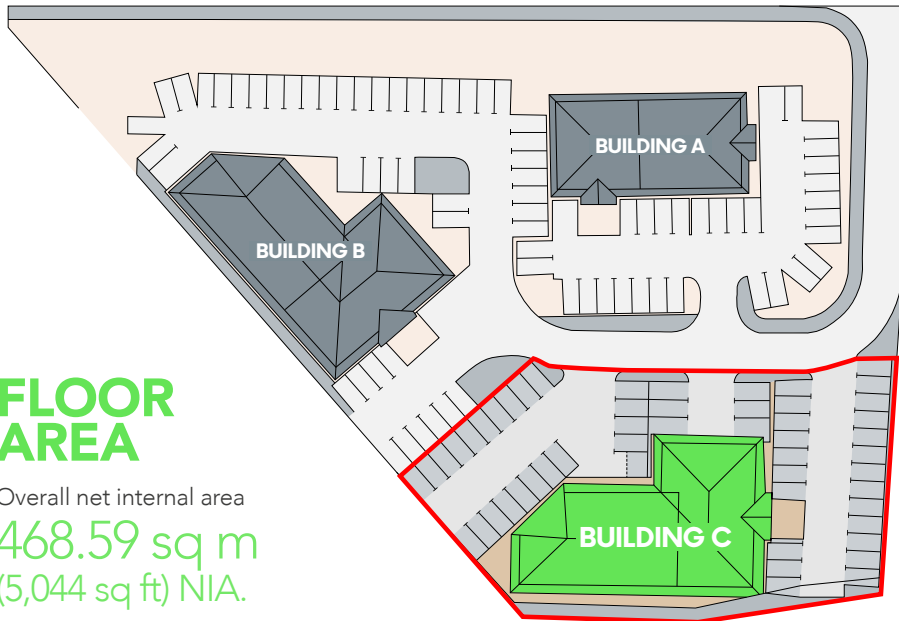 BUILDING A
BUILDING B
FLOOR
AREA
Overall net internal area
468.59 sq m
(5,044 sq ft) NIA.
BUILDING C